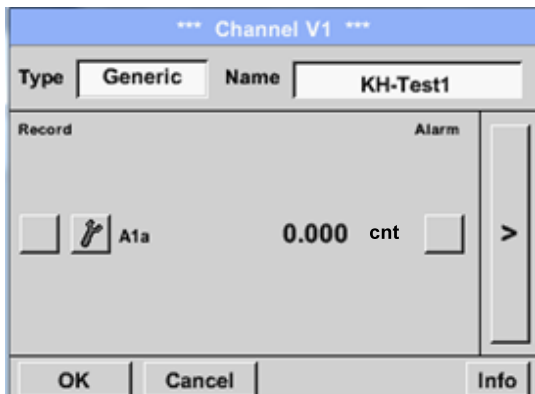 *** Channel V1 ***
Type Generic Name KH-Test1
Record Alarm
A1a 0.000 cnt >
OK Cancel Info